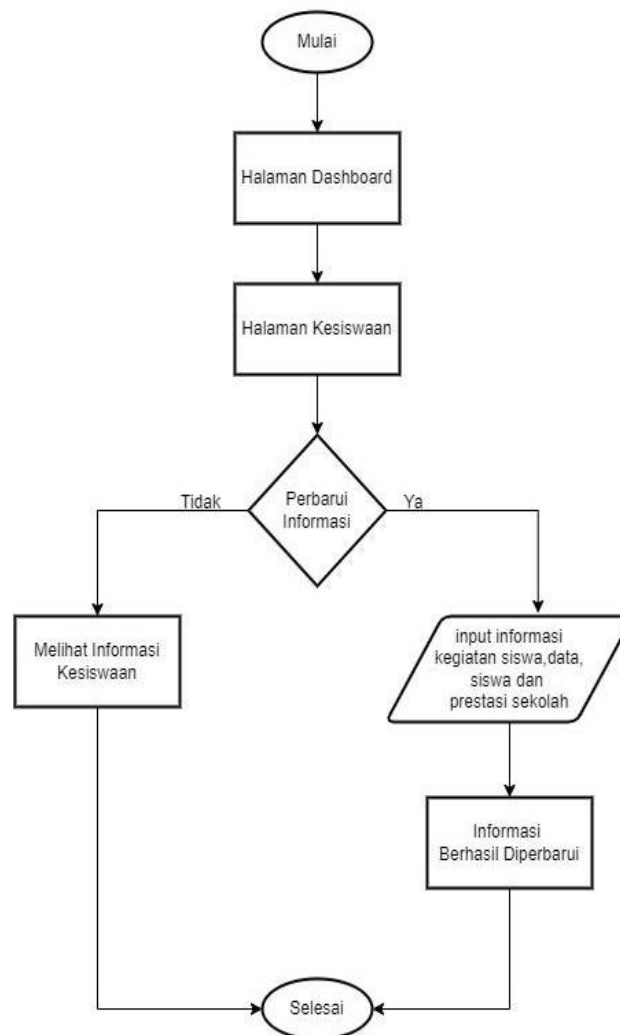 Mulai
Halaman Dashboard
Halaman Kesiswaan
Perbarui
Informasi
Tidak
Ya
Melihat Informasi
Kesiswaan
input informasi
kegiatan siswa,data,
siswa dan
prestasi sekolah
Informasi
Berhasil Diperbarui
Selesai